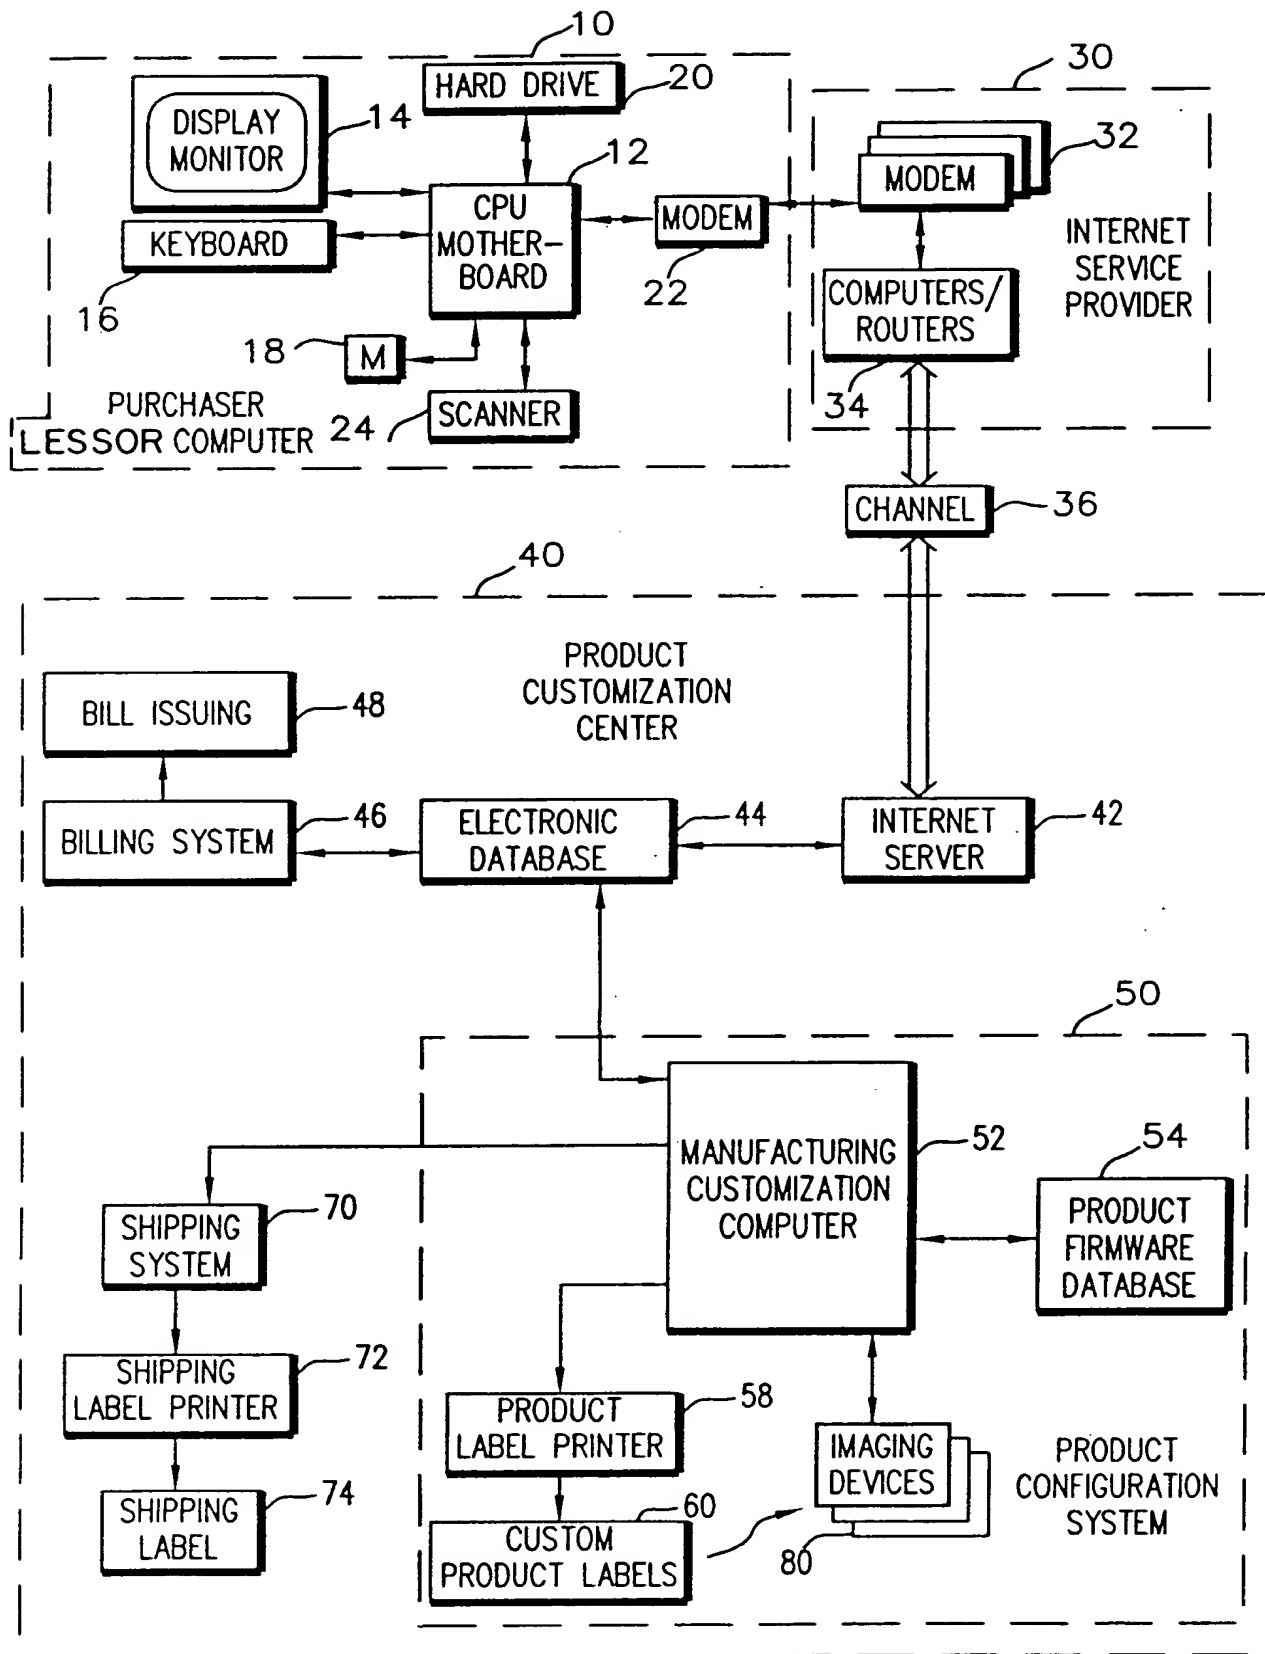 10
HARD DRIVE
20
30
DISPLAY
MONITOR
14
32
MODEM
12
CPU
MOTHER-
BOARD
MODEM
22
KEYBOARD
16
INTERNET
SERVICE
PROVIDER
COMPUTERS/
ROUTERS
34
18
M
PURCHASER
LESSOR COMPUTER
24
SCANNER
CHANNEL
36
40
PRODUCT
CUSTOMIZATION
CENTER
BILL ISSUING
48
BILLING SYSTEM
46
ELECTRONIC
DATABASE
44
INTERNET
SERVER
42
50
MANUFACTURING
CUSTOMIZATION
COMPUTER
52
54
PRODUCT
FIRMWARE
DATABASE
SHIPPING
SYSTEM
70
SHIPPING
LABEL PRINTER
72
SHIPPING
LABEL
74
PRODUCT
LABEL PRINTER
58
CUSTOM
PRODUCT LABELS
60
IMAGING
DEVICES
80
PRODUCT
CONFIGURATION
SYSTEM